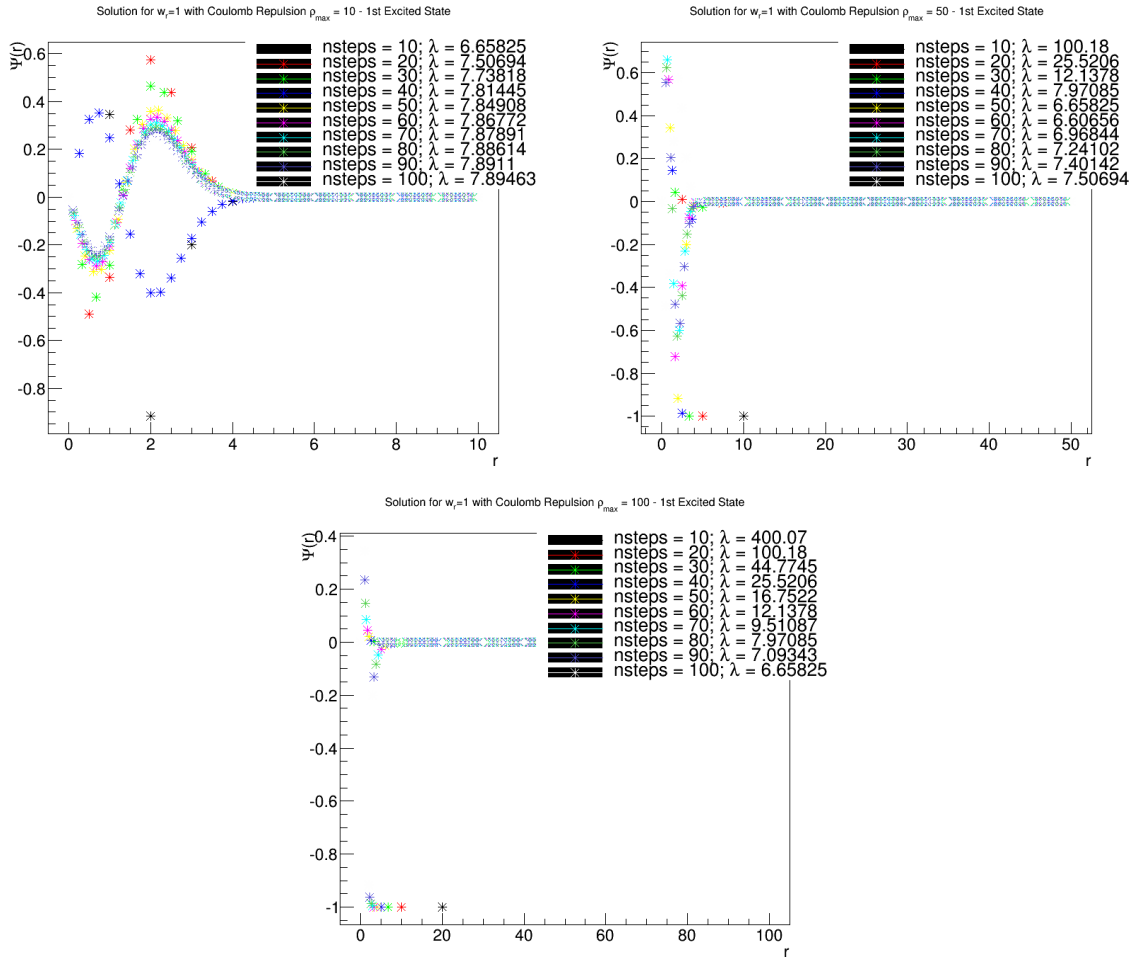 Solution for w_r=1 with Coulomb Repulsion ρ_max = 10 - 1st Excited State
Ψ(r)
0.6
0.4
0.2
0
-0.2
-0.4
-0.6
-0.8
nsteps = 10; λ = 6.65825
nsteps = 20; λ = 7.50694
nsteps = 30; λ = 7.73818
nsteps = 40; λ = 7.81445
nsteps = 50; λ = 7.84908
nsteps = 60; λ = 7.86772
nsteps = 70; λ = 7.87891
nsteps = 80; λ = 7.88614
nsteps = 90; λ = 7.8911
nsteps = 100; λ = 7.89463
0 2 4 6 8 10
r
Solution for w_r=1 with Coulomb Repulsion ρ_max = 50 - 1st Excited State
Ψ(r)
0.6
0.4
0.2
0
-0.2
-0.4
-0.6
-0.8
-1
nsteps = 10; λ = 100.18
nsteps = 20; λ = 25.5206
nsteps = 30; λ = 12.1378
nsteps = 40; λ = 7.97085
nsteps = 50; λ = 6.65825
nsteps = 60; λ = 6.60656
nsteps = 70; λ = 6.96844
nsteps = 80; λ = 7.24102
nsteps = 90; λ = 7.40142
nsteps = 100; λ = 7.50694
0 10 20 30 40 50
r
Solution for w_r=1 with Coulomb Repulsion ρ_max = 100 - 1st Excited State
Ψ(r)
0.4
0.2
0
-0.2
-0.4
-0.6
-0.8
-1
nsteps = 10; λ = 400.07
nsteps = 20; λ = 100.18
nsteps = 30; λ = 44.7745
nsteps = 40; λ = 25.5206
nsteps = 50; λ = 16.7522
nsteps = 60; λ = 12.1378
nsteps = 70; λ = 9.51087
nsteps = 80; λ = 7.97085
nsteps = 90; λ = 7.09343
nsteps = 100; λ = 6.65825
0 20 40 60 80 100
r